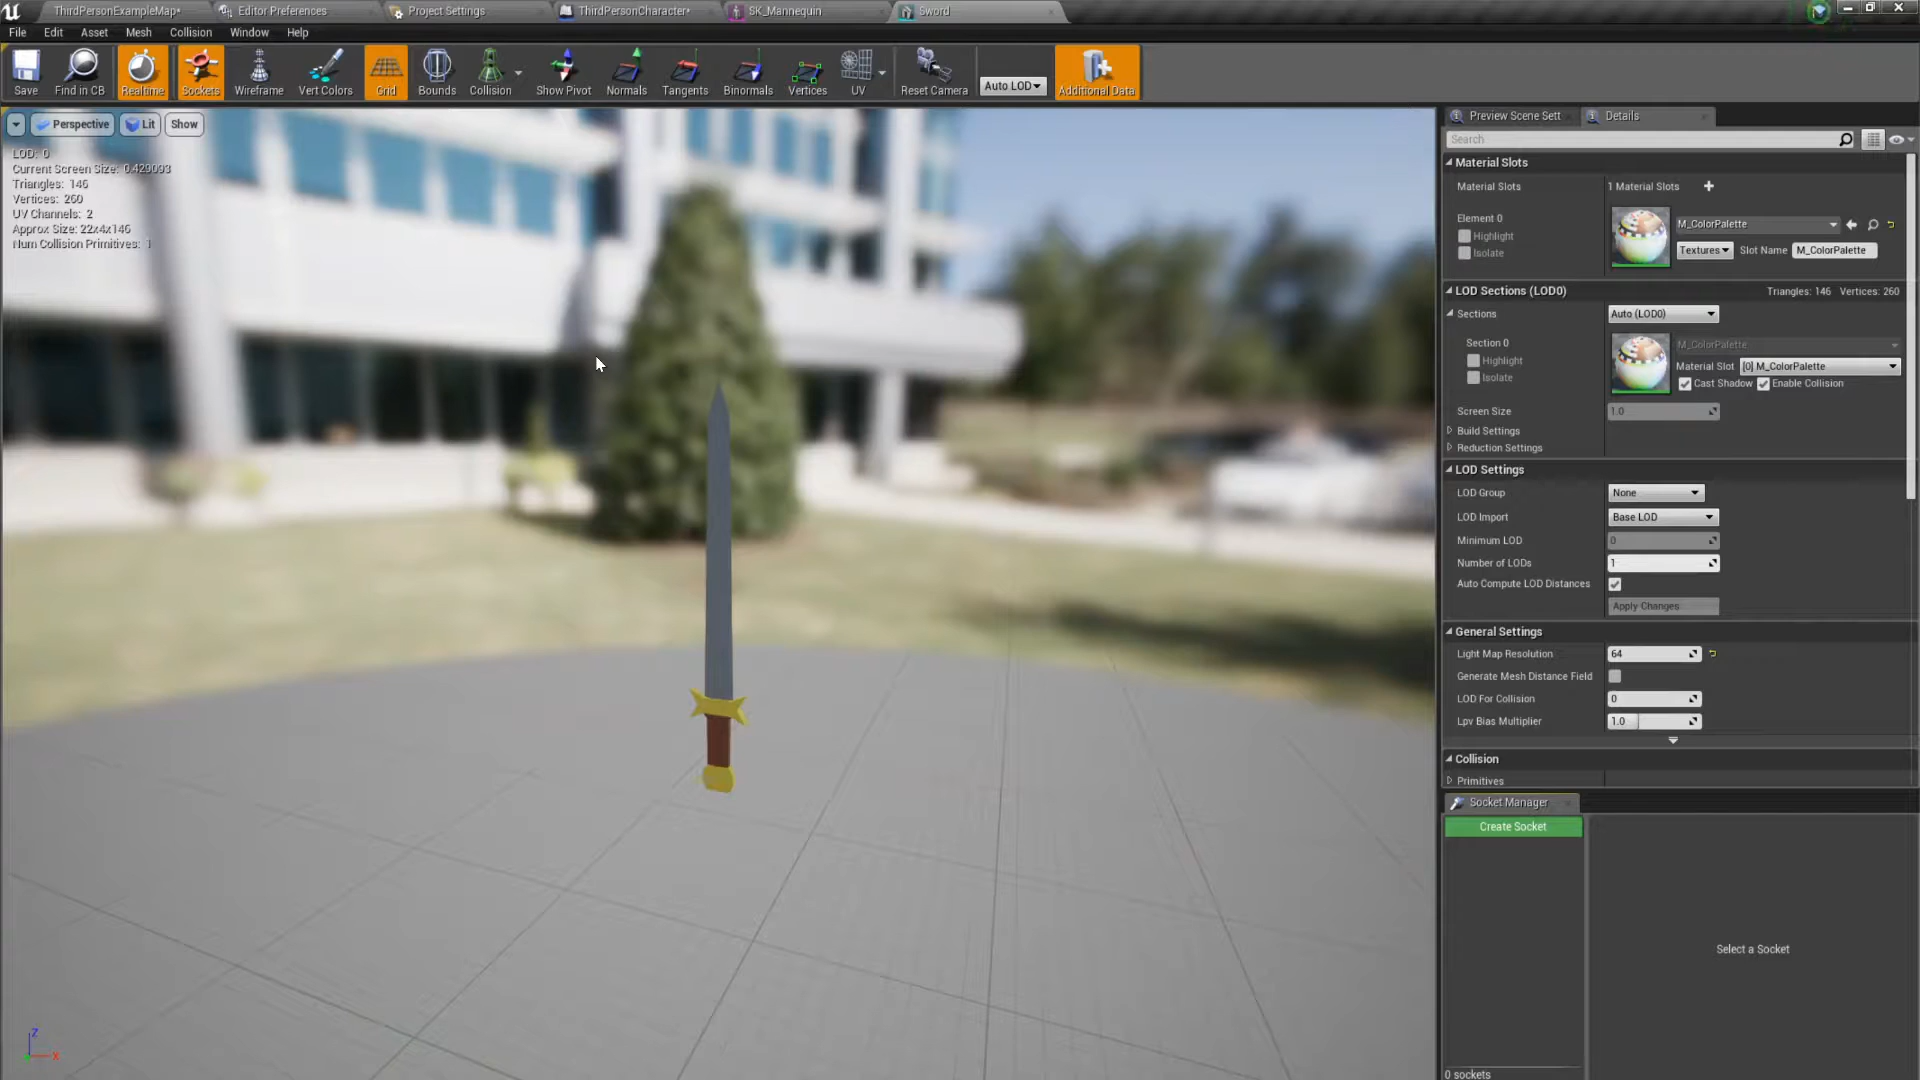 ThirdPersonExampleMap*
Editor Preferences
Project Settings
ThirdPersonCharacter*
SK_Mannequin
Sword
File Edit Asset Mesh Collision Window Help
Save
Find in CB
Realtime
Sockets
Wireframe
Vert Colors
Grid
Bounds
Collision
Show Pivot
Normals
Tangents
Binormals
Vertices
UV
Reset Camera
Auto LOD
Additional Data
Perspective
Lit
Show
LOD: 0
Current Screen Size: 0.429093
Triangles: 146
Vertices: 260
UV Channels: 2
Approx Size: 22x4x146
Num Collision Primitives: 1
Z
X
Preview Scene Sett
Details
Search
Material Slots
Material Slots
1 Material Slots
Element 0
Highlight
Isolate
M_ColorPalette
Textures
Slot Name
M_ColorPalette
LOD Sections (LOD0)
Triangles: 146 Vertices: 260
Sections
Auto (LOD0)
Section 0
Highlight
Isolate
M_ColorPalette
Material Slot
[0] M_ColorPalette
Cast Shadow
Enable Collision
Screen Size
1.0
Build Settings
Reduction Settings
LOD Settings
LOD Group
None
LOD Import
Base LOD
Minimum LOD
0
Number of LODs
1
Auto Compute LOD Distances
Apply Changes
General Settings
Light Map Resolution
64
Generate Mesh Distance Field
LOD For Collision
0
Lpv Bias Multiplier
1.0
Collision
Primitives
Socket Manager
Create Socket
Select a Socket
0 sockets